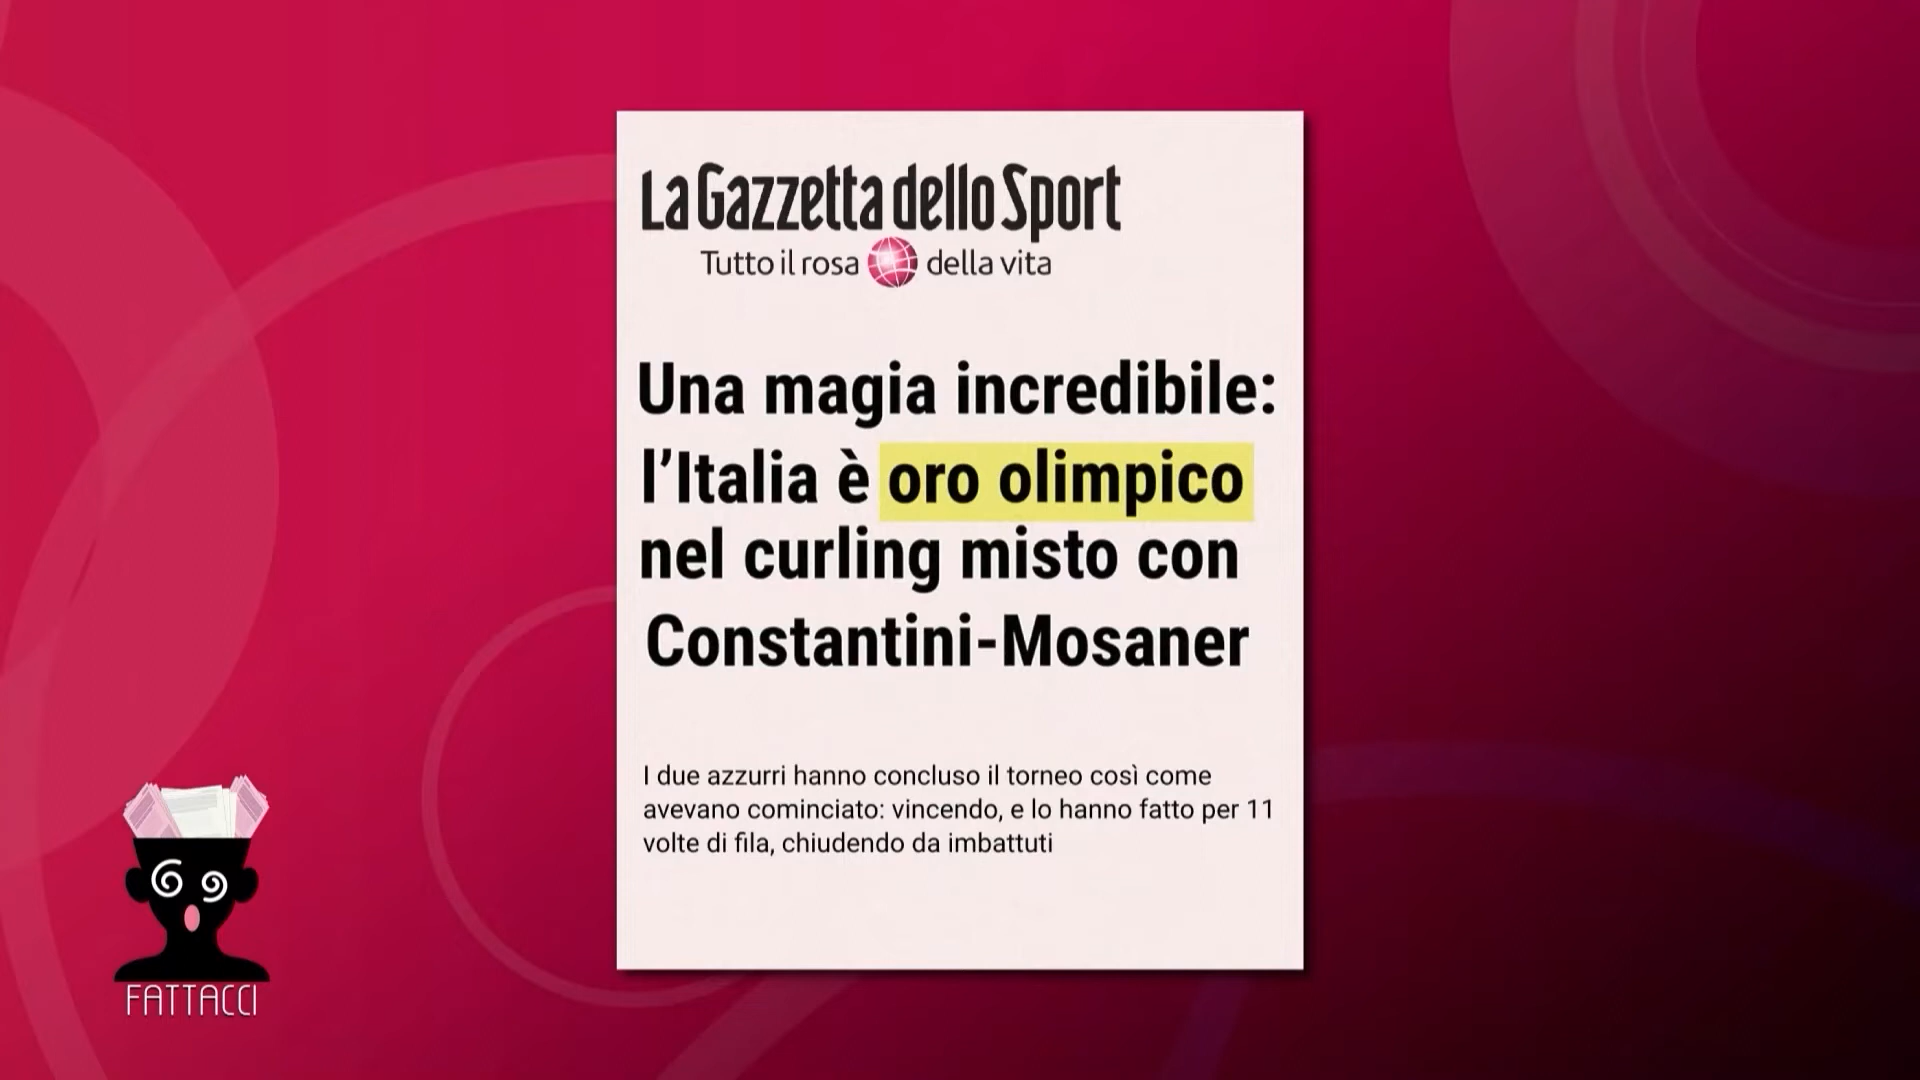 La Gazzetta dello Sport
Tutto il rosa della vita
Una magia incredibile:
l’Italia è oro olimpico
nel curling misto con
Constantini-Mosaner
I due azzurri hanno concluso il torneo così come
avevano cominciato: vincendo, e lo hanno fatto per 11
volte di fila, chiudendo da imbattuti
FATTACCI